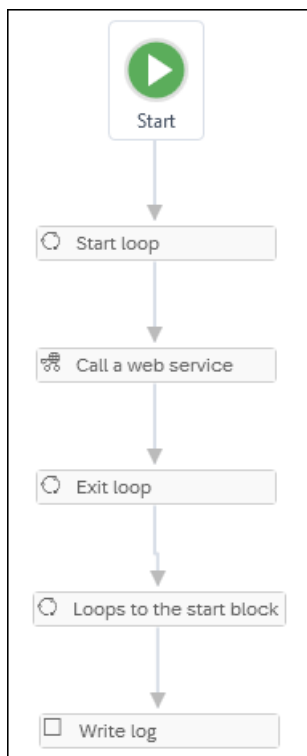 Start
Start loop
Call a web service
Exit loop
Loops to the start block
Write log